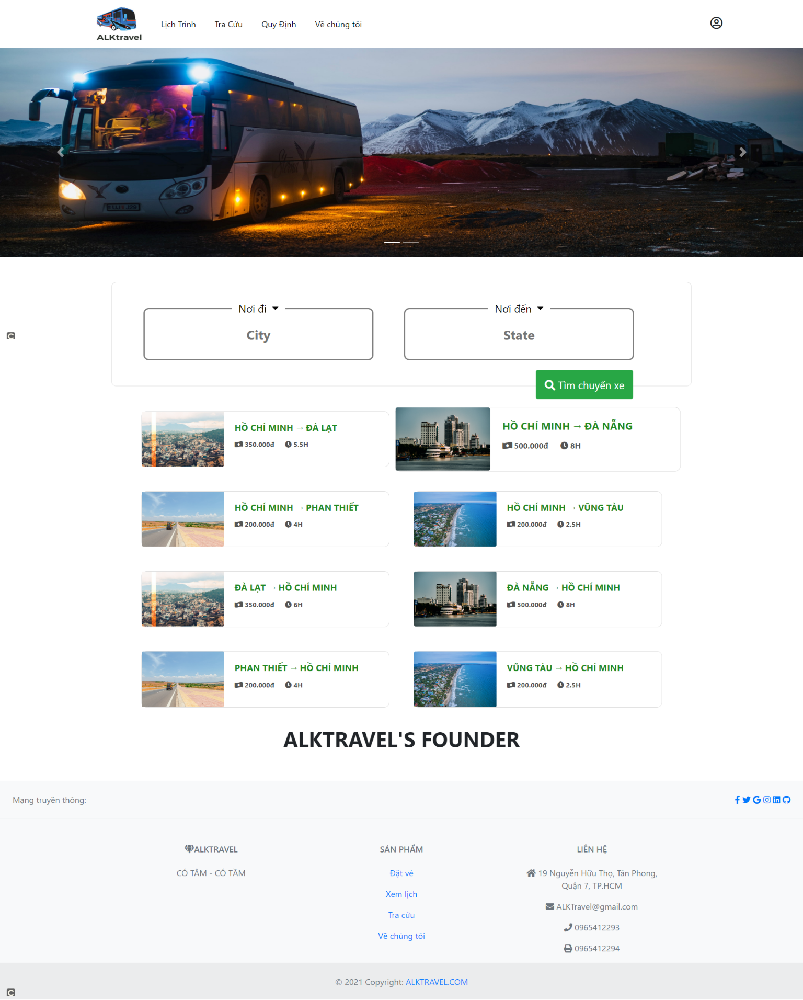 ALKtravel
Lịch Trình
Tra Cứu
Quy Định
Về chúng tôi
UJ J29
Nơi đi
City
Nơi đến
State
Tìm chuyến xe
HỒ CHÍ MINH → ĐÀ LẠT
350.000đ 5.5H
HỒ CHÍ MINH → ĐÀ NẴNG
500.000đ 8H
HỒ CHÍ MINH → PHAN THIẾT
200.000đ 4H
HỒ CHÍ MINH → VŨNG TÀU
200.000đ 2.5H
ĐÀ LẠT → HỒ CHÍ MINH
350.000đ 6H
ĐÀ NẴNG → HỒ CHÍ MINH
500.000đ 8H
PHAN THIẾT → HỒ CHÍ MINH
200.000đ 4H
VŨNG TÀU → HỒ CHÍ MINH
200.000đ 2.5H
ALKTRAVEL'S FOUNDER
Mạng truyền thông:
ALKTRAVEL
CÓ TÂM - CÓ TẦM
SẢN PHẨM
Đặt vé
Xem lịch
Tra cứu
Về chúng tôi
LIÊN HỆ
19 Nguyễn Hữu Thọ, Tân Phong,
Quận 7, TP.HCM
ALKTravel@gmail.com
0965412293
0965412294
© 2021 Copyright: ALKTRAVEL.COM